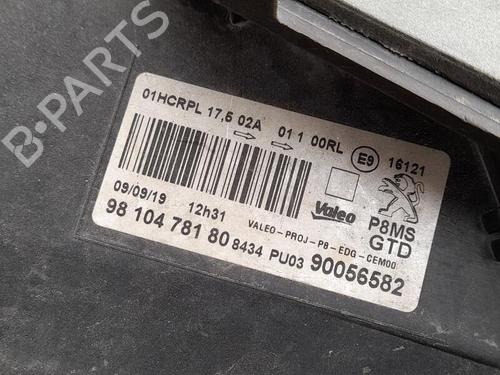 B-PARTS
01HCRPL 17,5 02A 01 1 00RL E9 16121
09/09/19 12h31 Valeo P8MS
VALEO-PROJ-P8-EDG-CEM00 GTD
98 104 781 80 8434 PU03 90056582